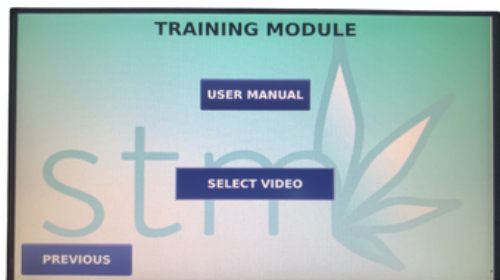 TRAINING MODULE
USER MANUAL
stm
SELECT VIDEO
PREVIOUS